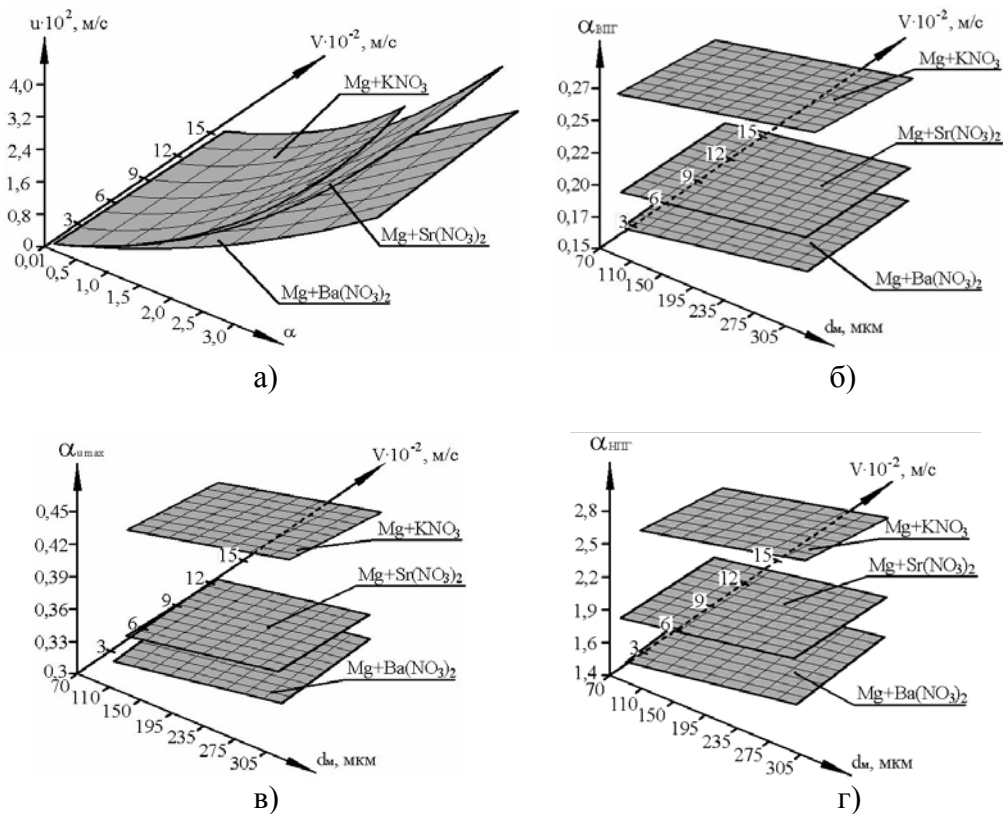 u·10², м/с
V·10⁻², м/с
4,0
3,2
2,4
1,6
0,8
0
15
12
9
6
3
0,01
0,5
1,0
1,5
2,0
2,5
3,0
α
Mg+KNO₃
Mg+Sr(NO₃)₂
Mg+Ba(NO₃)₂
а)
α_ВПГ
V·10⁻², м/с
0,27
0,25
0,22
0,20
0,17
0,15
15
12
9
6
3
70
110
150
195
235
275
305
dм, мкм
Mg+KNO₃
Mg+Sr(NO₃)₂
Mg+Ba(NO₃)₂
б)
α_u max
V·10⁻², м/с
0,45
0,42
0,39
0,36
0,33
0,3
15
12
9
6
3
70
110
150
195
235
275
305
dм, мкм
Mg+KNO₃
Mg+Sr(NO₃)₂
Mg+Ba(NO₃)₂
в)
α_НПГ
V·10⁻², м/с
2,8
2,5
2,2
1,9
1,6
1,4
15
12
9
6
3
70
110
150
195
235
275
305
dм, мкм
Mg+KNO₃
Mg+Sr(NO₃)₂
Mg+Ba(NO₃)₂
г)